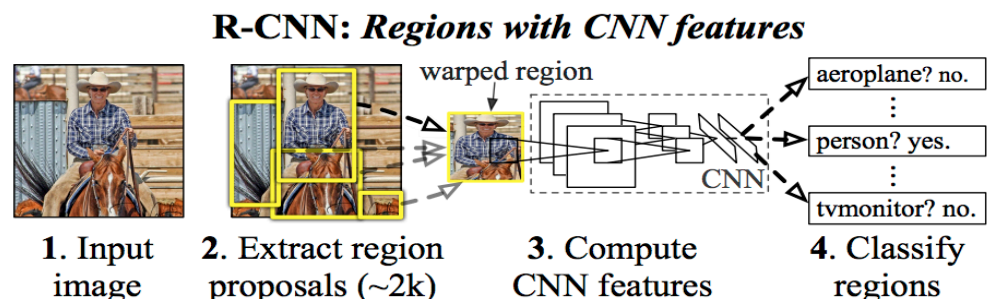 R-CNN: Regions with CNN features
warped region
aeroplane? no.
person? yes.
tvmonitor? no.
CNN
1. Input
image
2. Extract region
proposals (~2k)
3. Compute
CNN features
4. Classify
regions